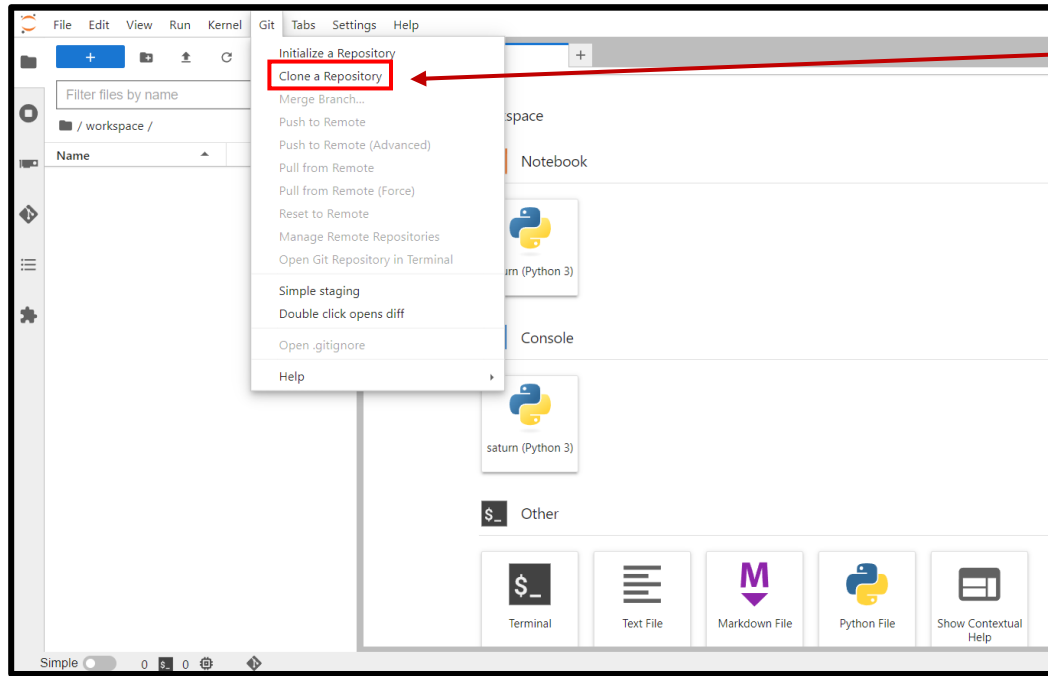 File Edit View Run Kernel Git Tabs Settings Help
+
+
Filter files by name
/ workspace /
Name
Initialize a Repository
Clone a Repository
Merge Branch...
Push to Remote
Push to Remote (Advanced)
Pull from Remote
Pull from Remote (Force)
Reset to Remote
Manage Remote Repositories
Open Git Repository in Terminal
Simple staging
Double click opens diff
Open .gitignore
Help
space
Notebook
urn (Python 3)
Console
saturn (Python 3)
$_ Other
$_
M
Terminal
Text File
Markdown File
Python File
Show Contextual
Help
Simple 0 $_ 0